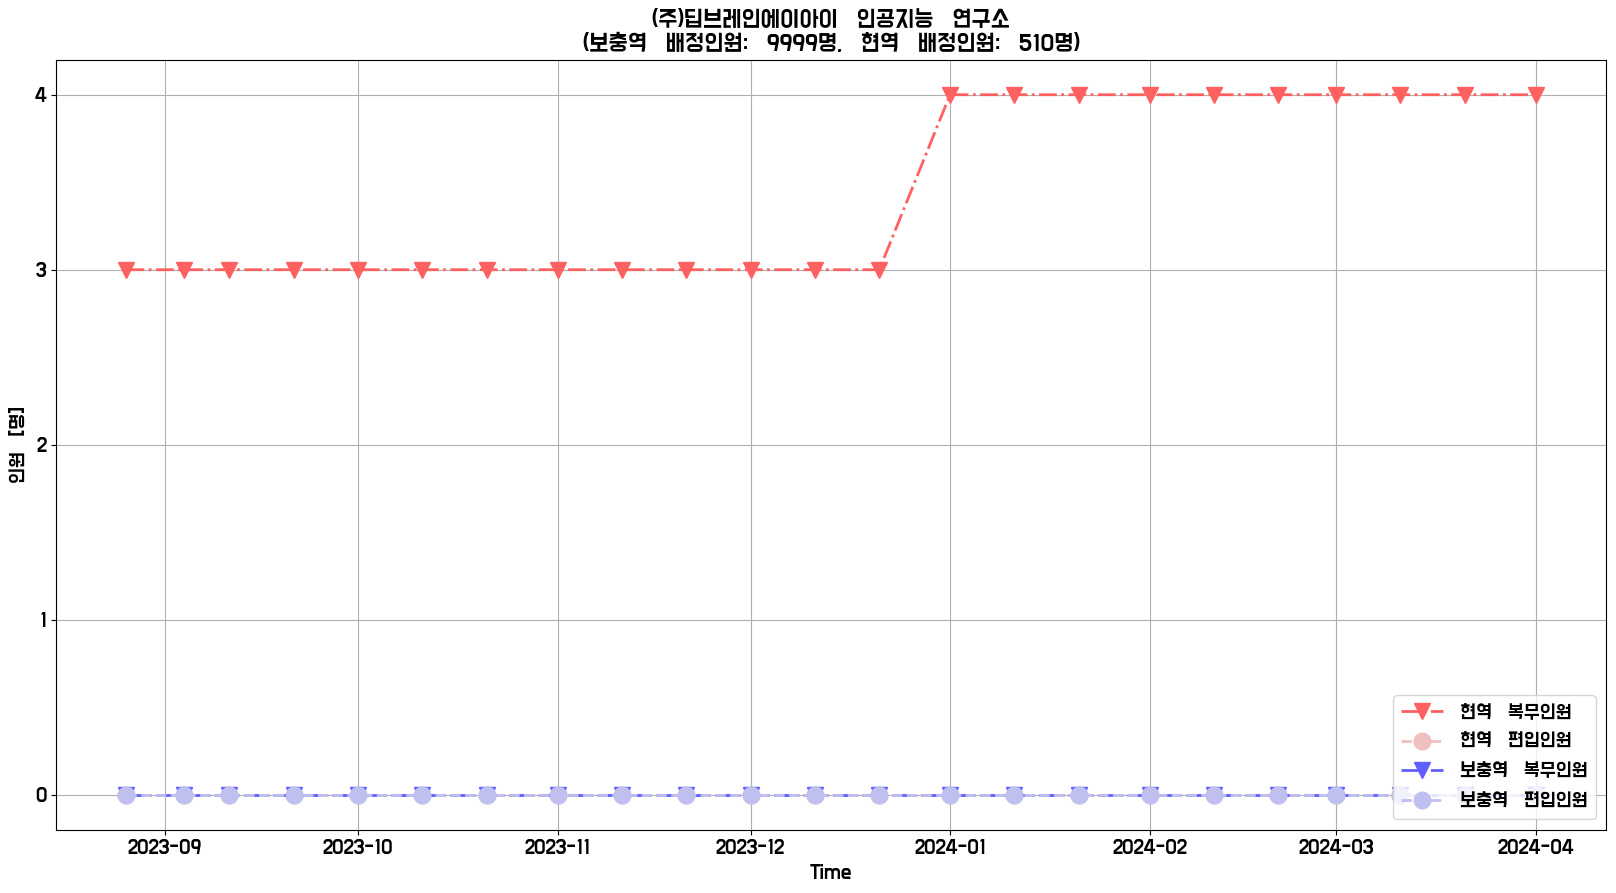 (주)딥브레인에이아이 인공지능 연구소
(보충역 배정인원: 9999명, 현역 배정인원: 510명)
인원 [명]
4
3
2
1
0
2023-09 2023-10 2023-11 2023-12 2024-01 2024-02 2024-03 2024-04
Time
현역 복무인원
현역 편입인원
보충역 복무인원
보충역 편입인원